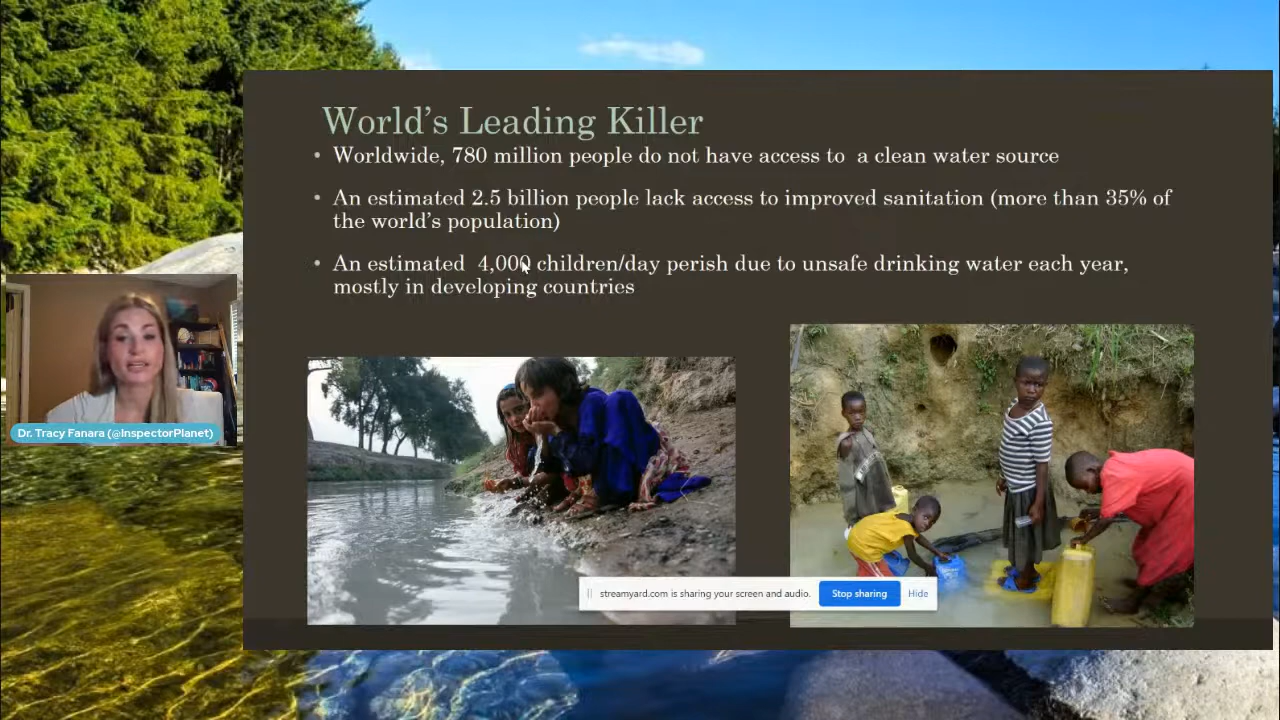 World's Leading Killer
• Worldwide, 780 million people do not have access to a clean water source
• An estimated 2.5 billion people lack access to improved sanitation (more than 35% of
the world's population)
• An estimated 4,000 children/day perish due to unsafe drinking water each year,
mostly in developing countries
Dr. Tracy Fanara (@InspectorPlanet)
streamyard.com is sharing your screen and audio.
Stop sharing
Hide